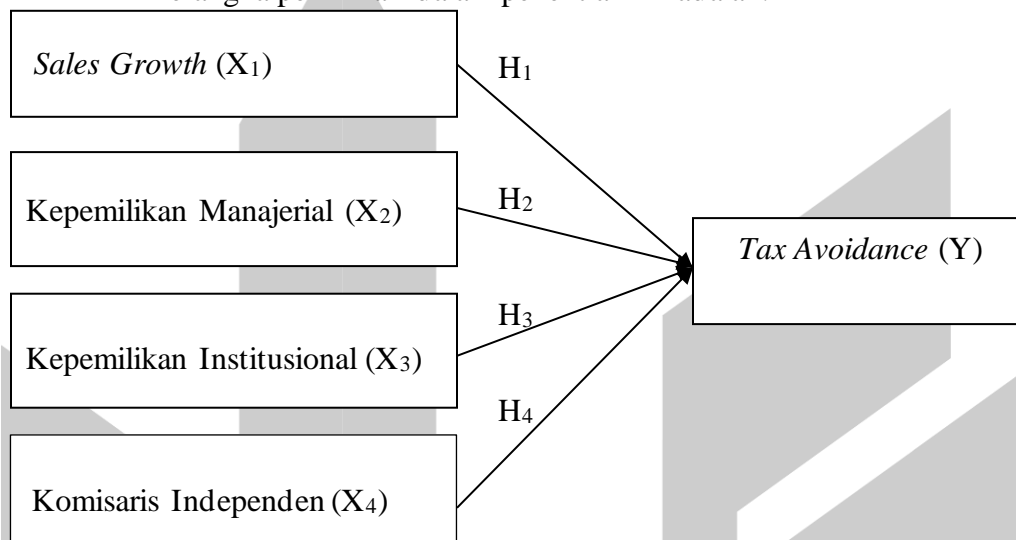 Sales Growth (X1)
H1
Kepemilikan Manajerial (X2)
H2
Tax Avoidance (Y)
Kepemilikan Institusional (X3)
H3
Komisaris Independen (X4)
H4